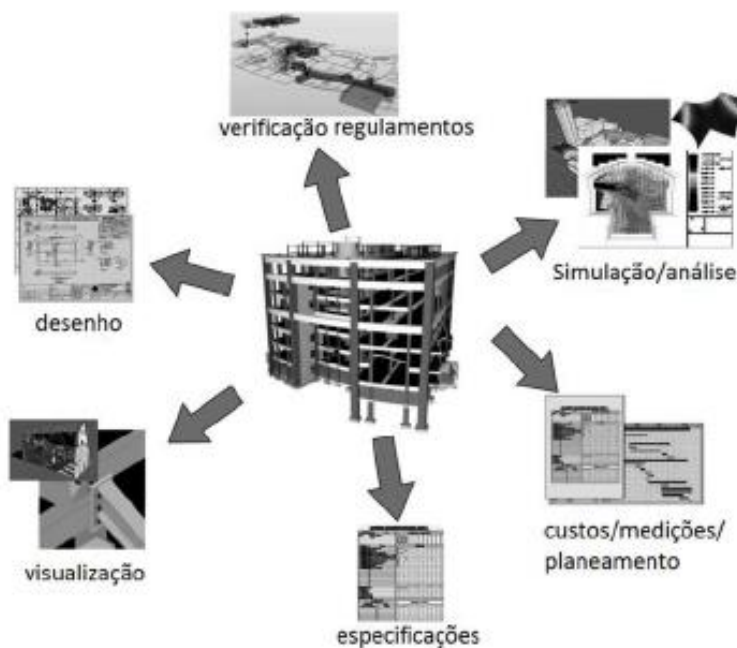 verificação regulamentos
Simulação/análise
desenho
custos/medições/
planeamento
visualização
especificações